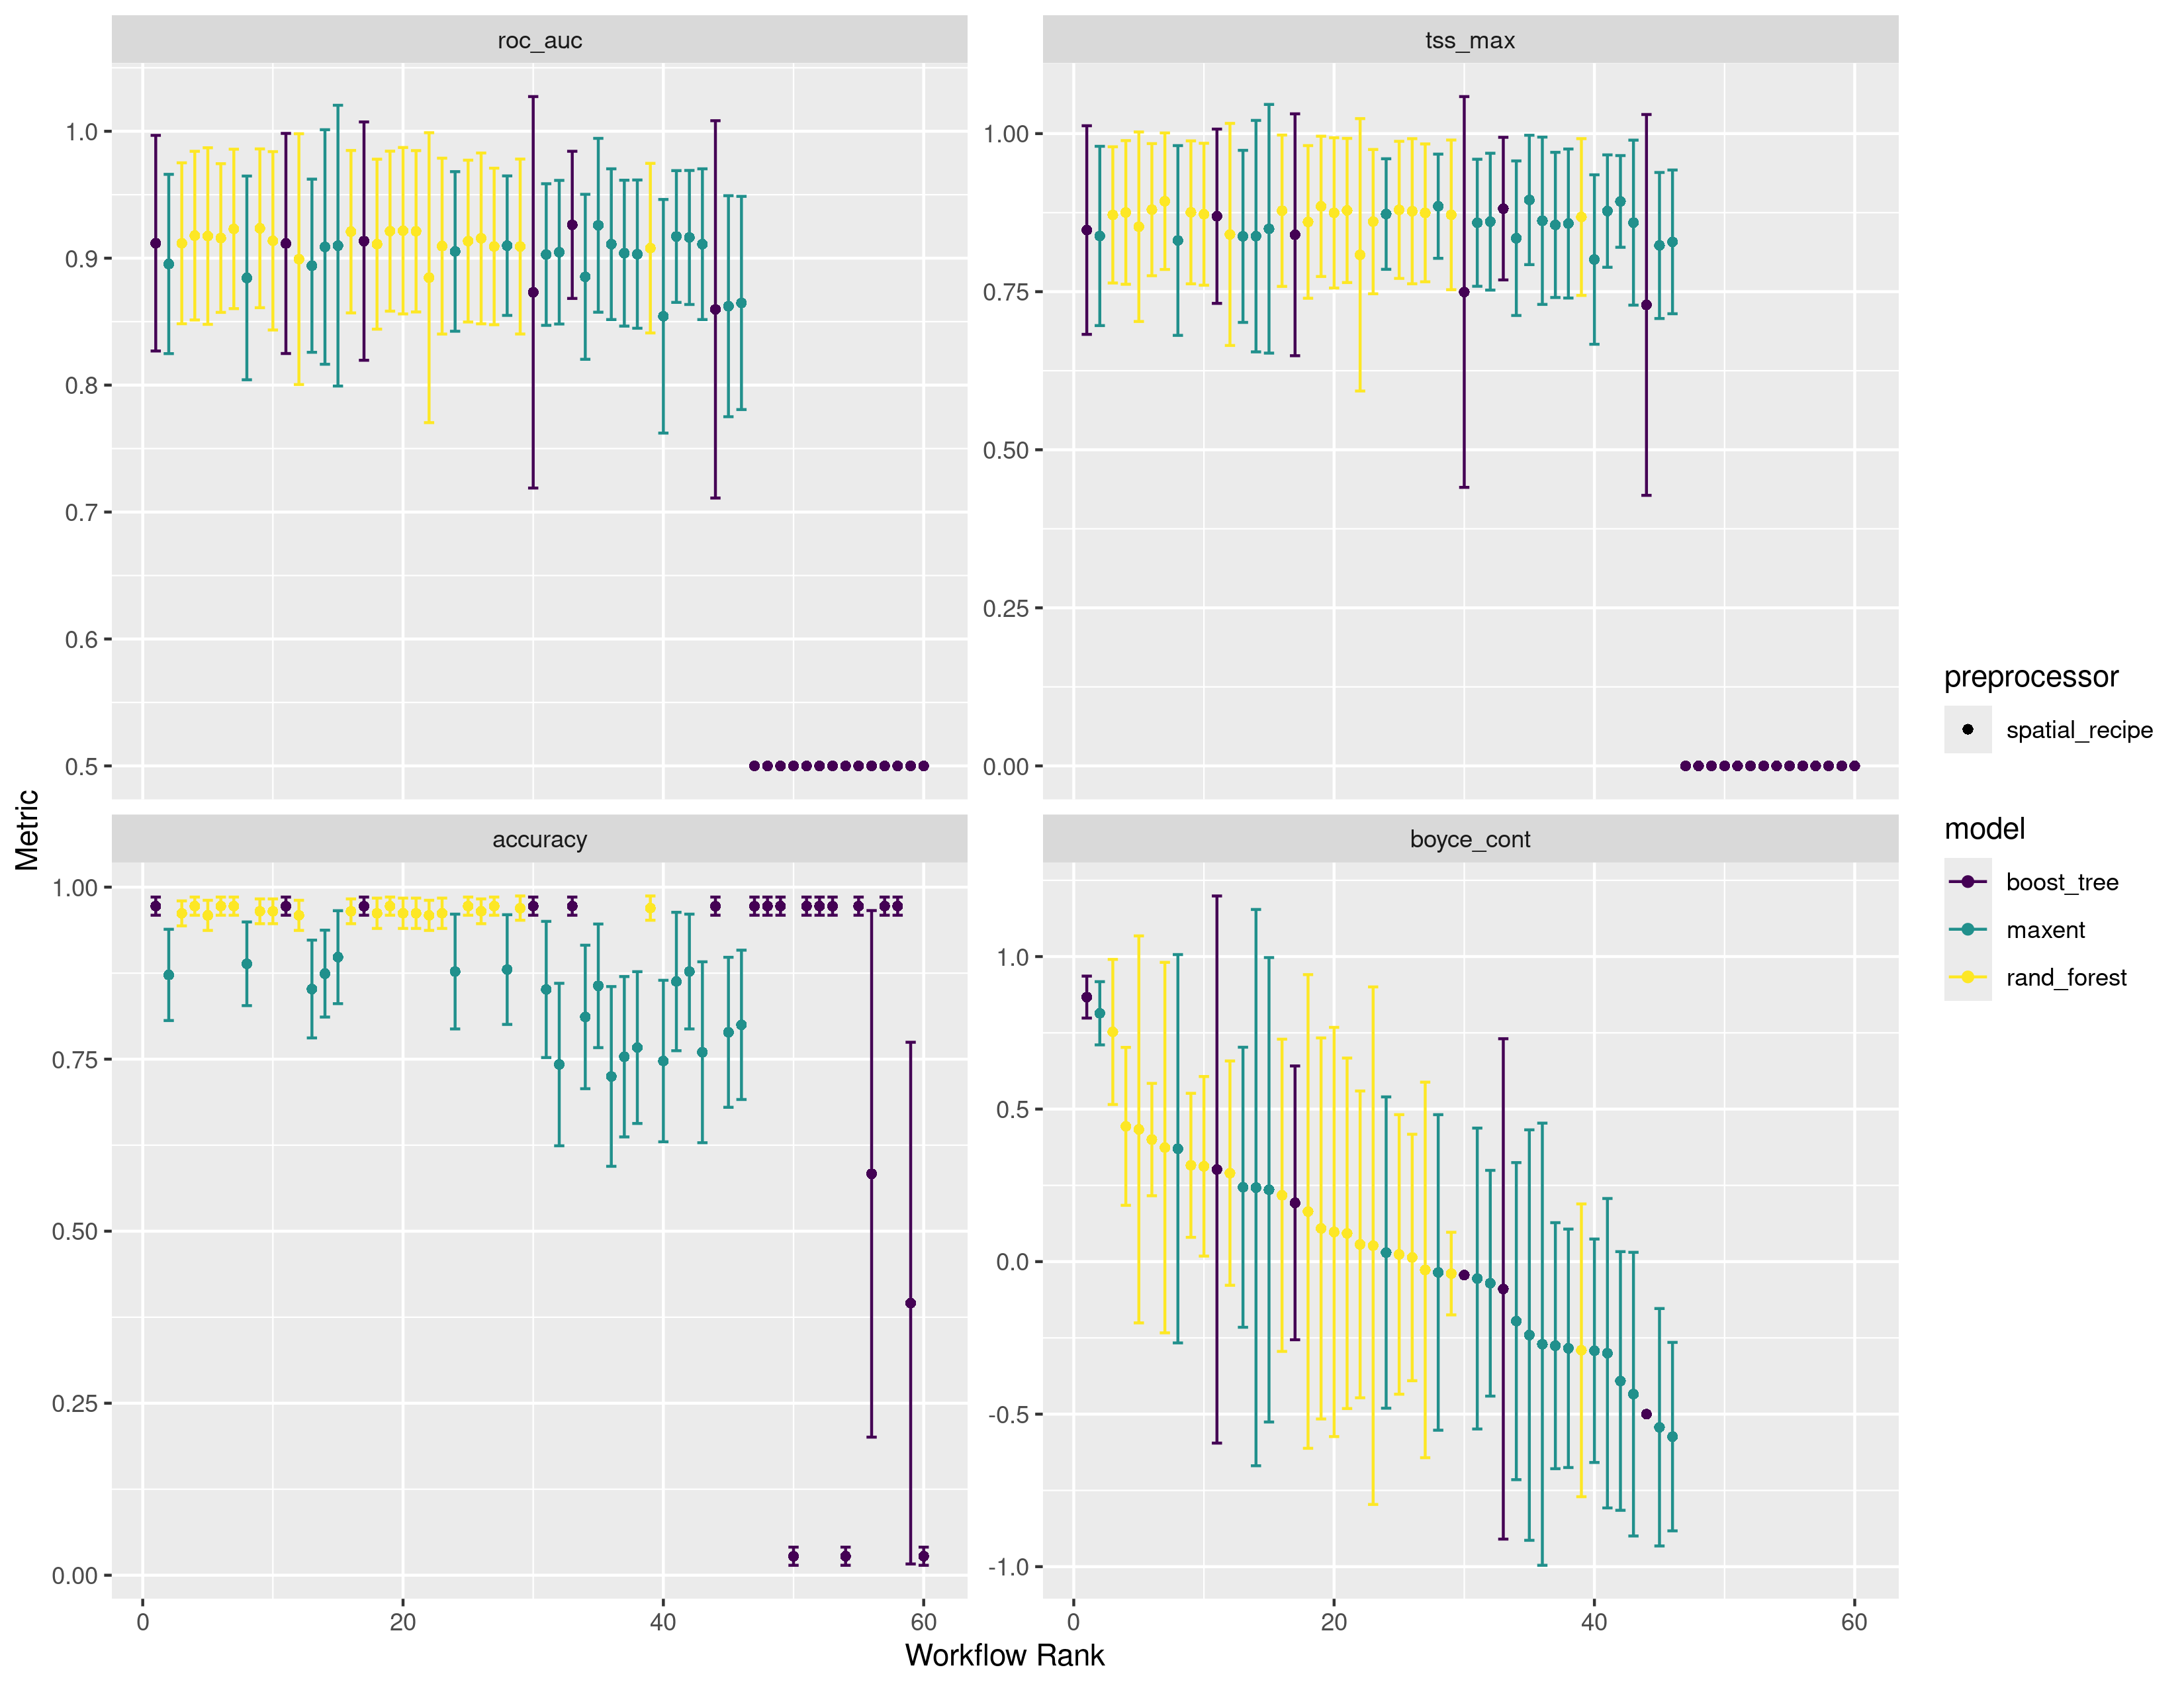 roc_auc
tss_max
1.0
0.9
0.8
0.7
0.6
0.5
1.00
0.75
0.50
0.25
0.00
accuracy
boyce_cont
1.00
0.75
0.50
0.25
0.00
1.0
0.5
0.0
-0.5
-1.0
0
20
40
60
0
20
40
60
Metric
Workflow Rank
preprocessor
spatial_recipe
model
boost_tree
maxent
rand_forest